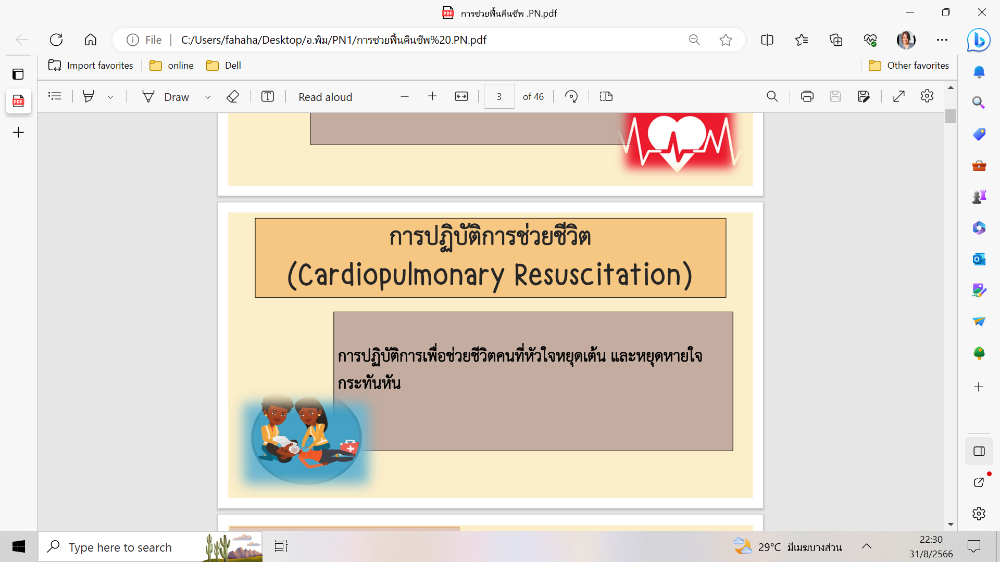 การช่วยฟื้นคืนชีพ .PN.pdf
File
C:/Users/fahaha/Desktop/อ.พิม/PN1/การช่วยฟื้นคืนชีพ%20.PN.pdf
Import favorites
online
Dell
Other favorites
Draw
Read aloud
3
of 46
การปฏิบัติการช่วยชีวิต
(Cardiopulmonary Resuscitation)
การปฏิบัติการเพื่อช่วยชีวิตคนที่หัวใจหยุดเต้น และหยุดหายใจ
กระทันหัน
Type here to search
29°C มีเมฆบางส่วน
22:30
31/8/2566